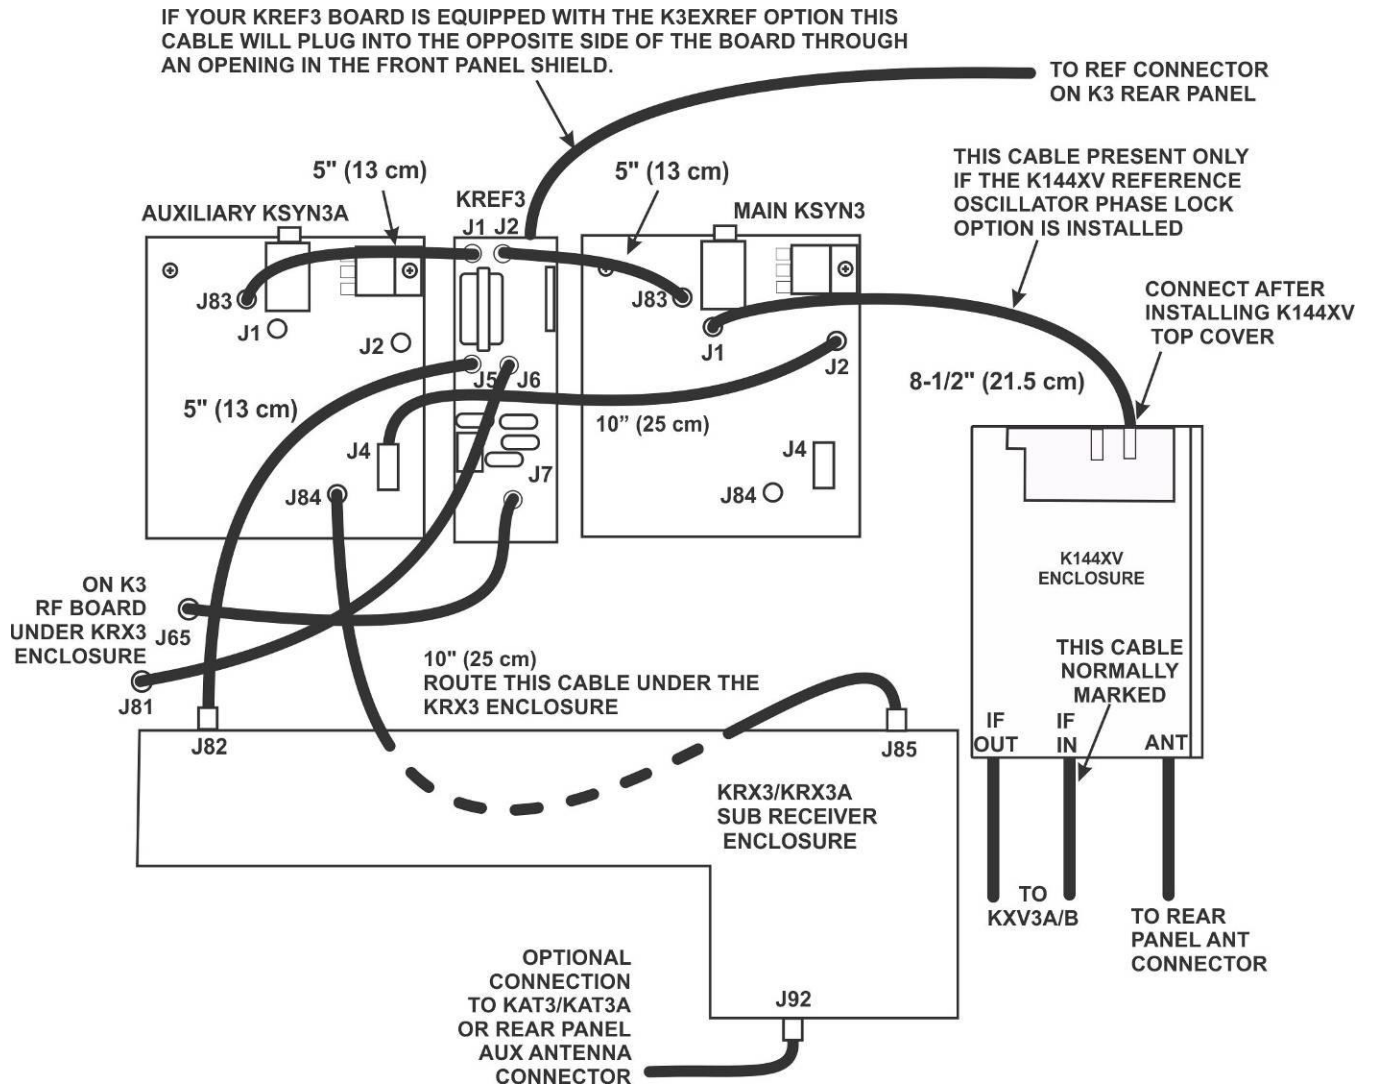 IF YOUR KREF3 BOARD IS EQUIPPED WITH THE K3EXREF OPTION THIS
CABLE WILL PLUG INTO THE OPPOSITE SIDE OF THE BOARD THROUGH
AN OPENING IN THE FRONT PANEL SHIELD.
TO REF CONNECTOR
ON K3 REAR PANEL
THIS CABLE PRESENT ONLY
IF THE K144XV REFERENCE
OSCILLATOR PHASE LOCK
OPTION IS INSTALLED
5" (13 cm)
5" (13 cm)
AUXILIARY KSYN3A
KREF3
MAIN KSYN3
J1 J2
J83
J1
J2
J83
J1
J2
CONNECT AFTER
INSTALLING K144XV
TOP COVER
8-1/2" (21.5 cm)
J5 J6
5" (13 cm)
10” (25 cm)
J4
J84
J7
J4
J84
K144XV
ENCLOSURE
ON K3
RF BOARD
UNDER KRX3
ENCLOSURE
J65
J81
10" (25 cm)
ROUTE THIS CABLE UNDER THE
KRX3 ENCLOSURE
THIS CABLE
NORMALLY
MARKED
IF
OUT
IF
IN
ANT
J82
J85
KRX3/KRX3A
SUB RECEIVER
ENCLOSURE
TO
KXV3A/B
TO REAR
PANEL ANT
CONNECTOR
OPTIONAL
CONNECTION
TO KAT3/KAT3A
OR REAR PANEL
AUX ANTENNA
CONNECTOR
J92